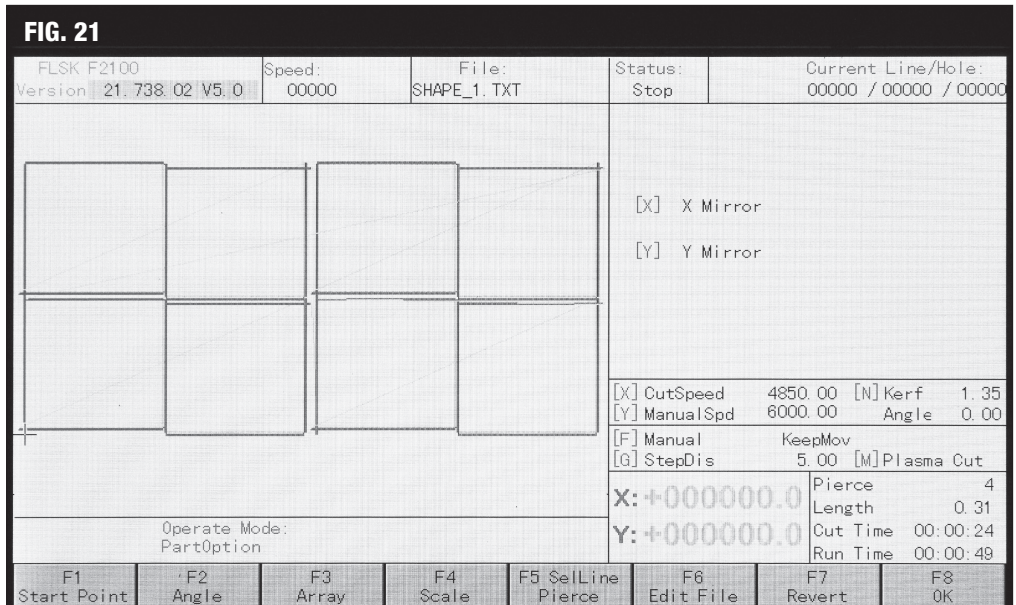 FIG. 21
FLSK F2100
Version 21.738.02 V5.0
Speed:
00000
File:
SHAPE_1.TXT
Status:
Stop
Current Line/Hole:
00000 / 00000 / 00000
[X] X Mirror
[Y] Y Mirror
[X] CutSpeed 4850.00 [N] Kerf 1.35
[Y] ManualSpd 6000.00 Angle 0.00
[F] Manual KeepMov
[G] StepDis 5.00 [M] Plasma Cut
X: +000000.0
Y: +000000.0
Pierce 4
Length 0.31
Cut Time 00:00:24
Run Time 00:00:49
Operate Mode:
PartOption
F1
Start Point
F2
Angle
F3
Array
F4
Scale
F5 SelLine
Pierce
F6
Edit File
F7
Revert
F8
OK